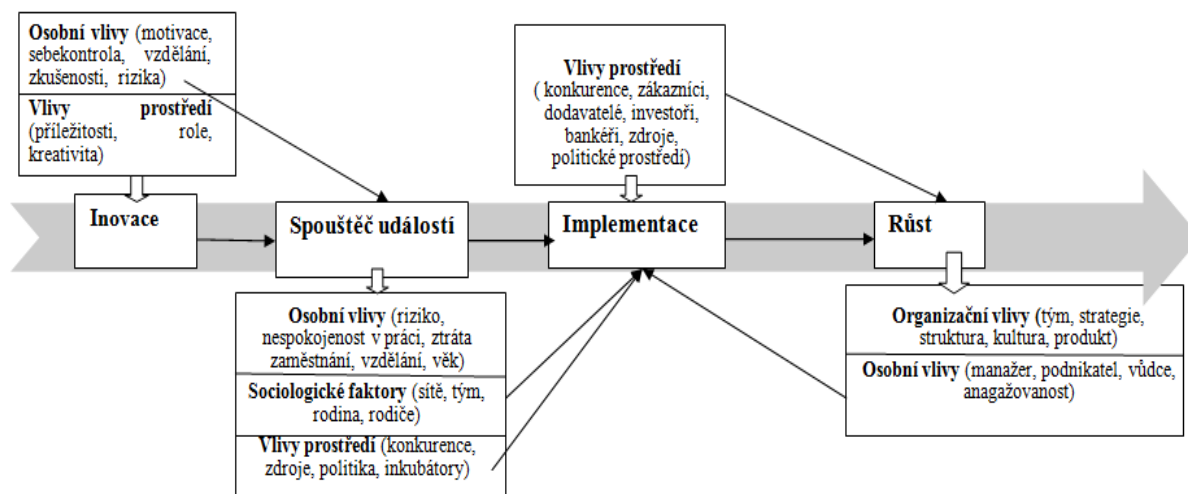 Osobní vlivy (motivace,
sebekontrola, vzdělání,
zkušenosti, rizika)
Vlivy prostředí
(příležitosti, role,
kreativita)
Vlivy prostředí
( konkurence, zákazníci,
dodavatelé, investoři,
bankéři, zdroje,
politické prostředí)
Inovace
Spouštěč událostí
Implementace
Růst
Osobní vlivy (riziko,
nespokojenost v práci, ztráta
zaměstnání, vzdělání, věk)
Sociologické faktory (sítě, tým,
rodina, rodiče)
Vlivy prostředí (konkurence,
zdroje, politika, inkubátory)
Organizační vlivy (tým, strategie,
struktura, kultura, produkt)
Osobní vlivy (manažer, podnikatel, vůdce,
anagažovanost)